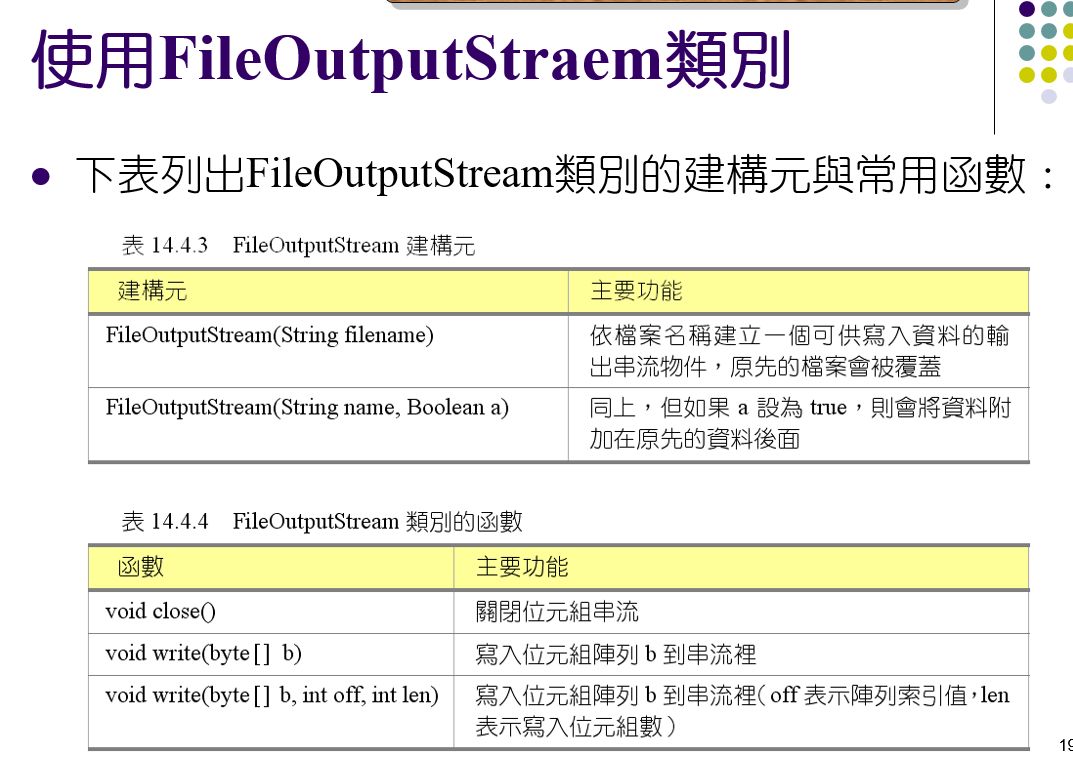 使用FileOutputStraem類別
下表列出FileOutputStream類別的建構元與常用函數：
表 14.4.3 FileOutputStream 建構元
建構元 主要功能
FileOutputStream(String filename) 依檔案名稱建立一個可供寫入資料的輸
出串流物件，原先的檔案會被覆蓋
FileOutputStream(String name, Boolean a) 同上，但如果 a 設為 true，則會將資料附
加在原先的資料後面
表 14.4.4 FileOutputStream 類別的函數
函數 主要功能
void close() 關閉位元組串流
void write(byte[] b) 寫入位元組陣列 b 到串流裡
void write(byte[] b, int off, int len) 寫入位元組陣列 b 到串流裡（off 表示陣列索引值，len
表示寫入位元組數）
19